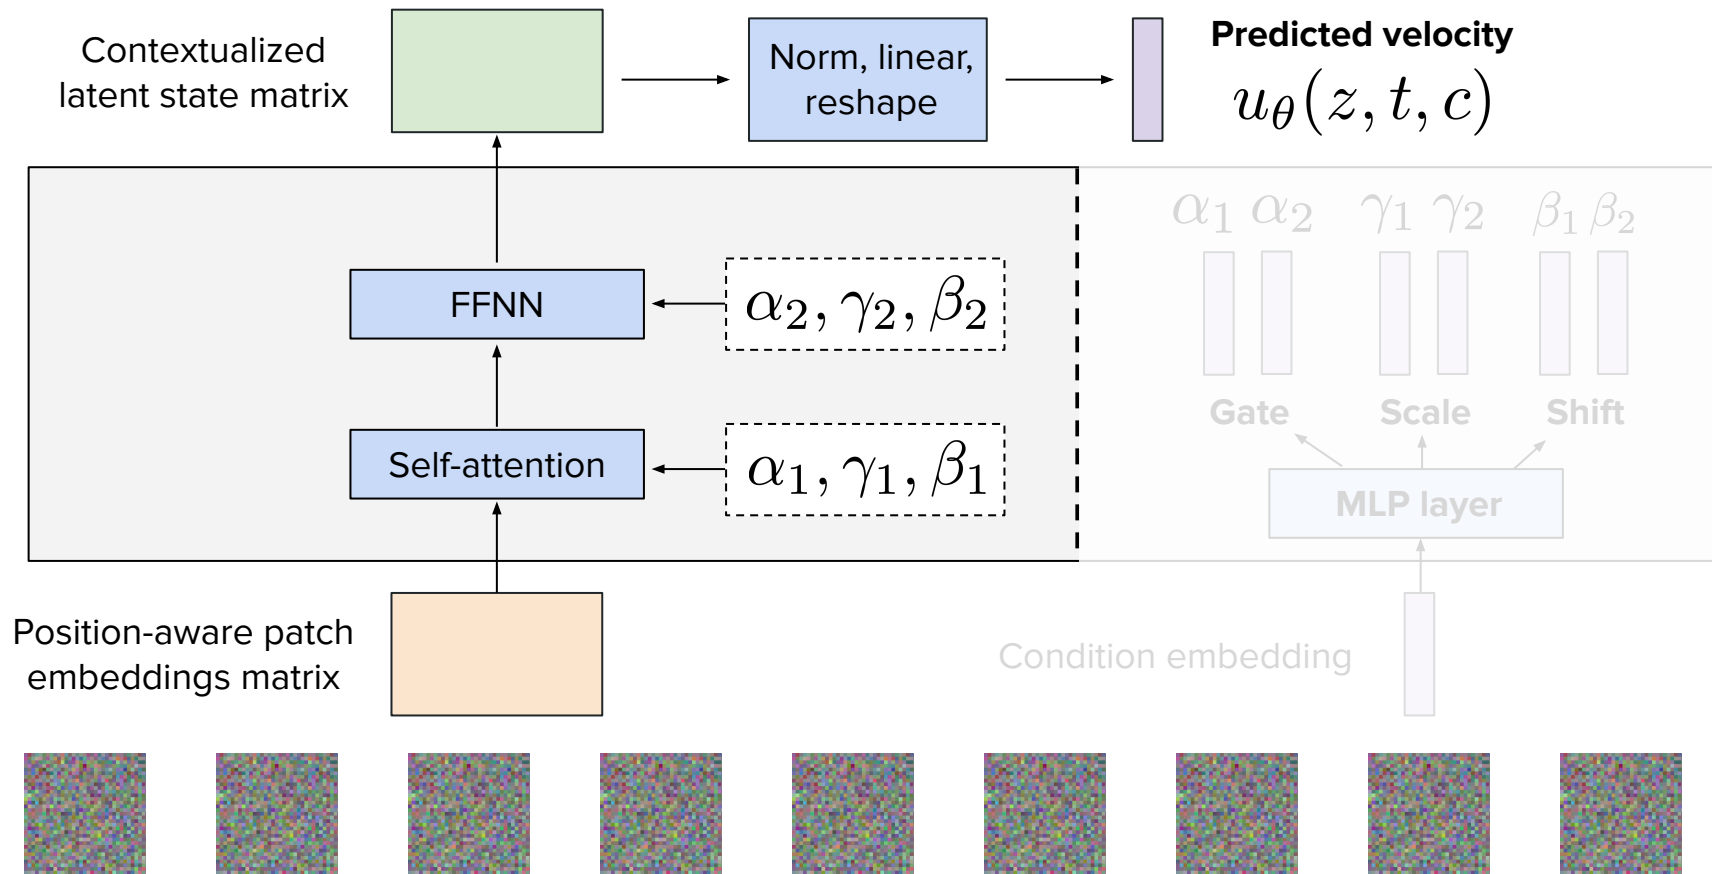 Contextualized
latent state matrix
Norm, linear,
reshape
Predicted velocity
u_θ(z, t, c)
FFNN
α₂, γ₂, β₂
Self-attention
α₁, γ₁, β₁
α₁ α₂ γ₁ γ₂ β₁ β₂
Gate Scale Shift
MLP layer
Position-aware patch
embeddings matrix
Condition embedding